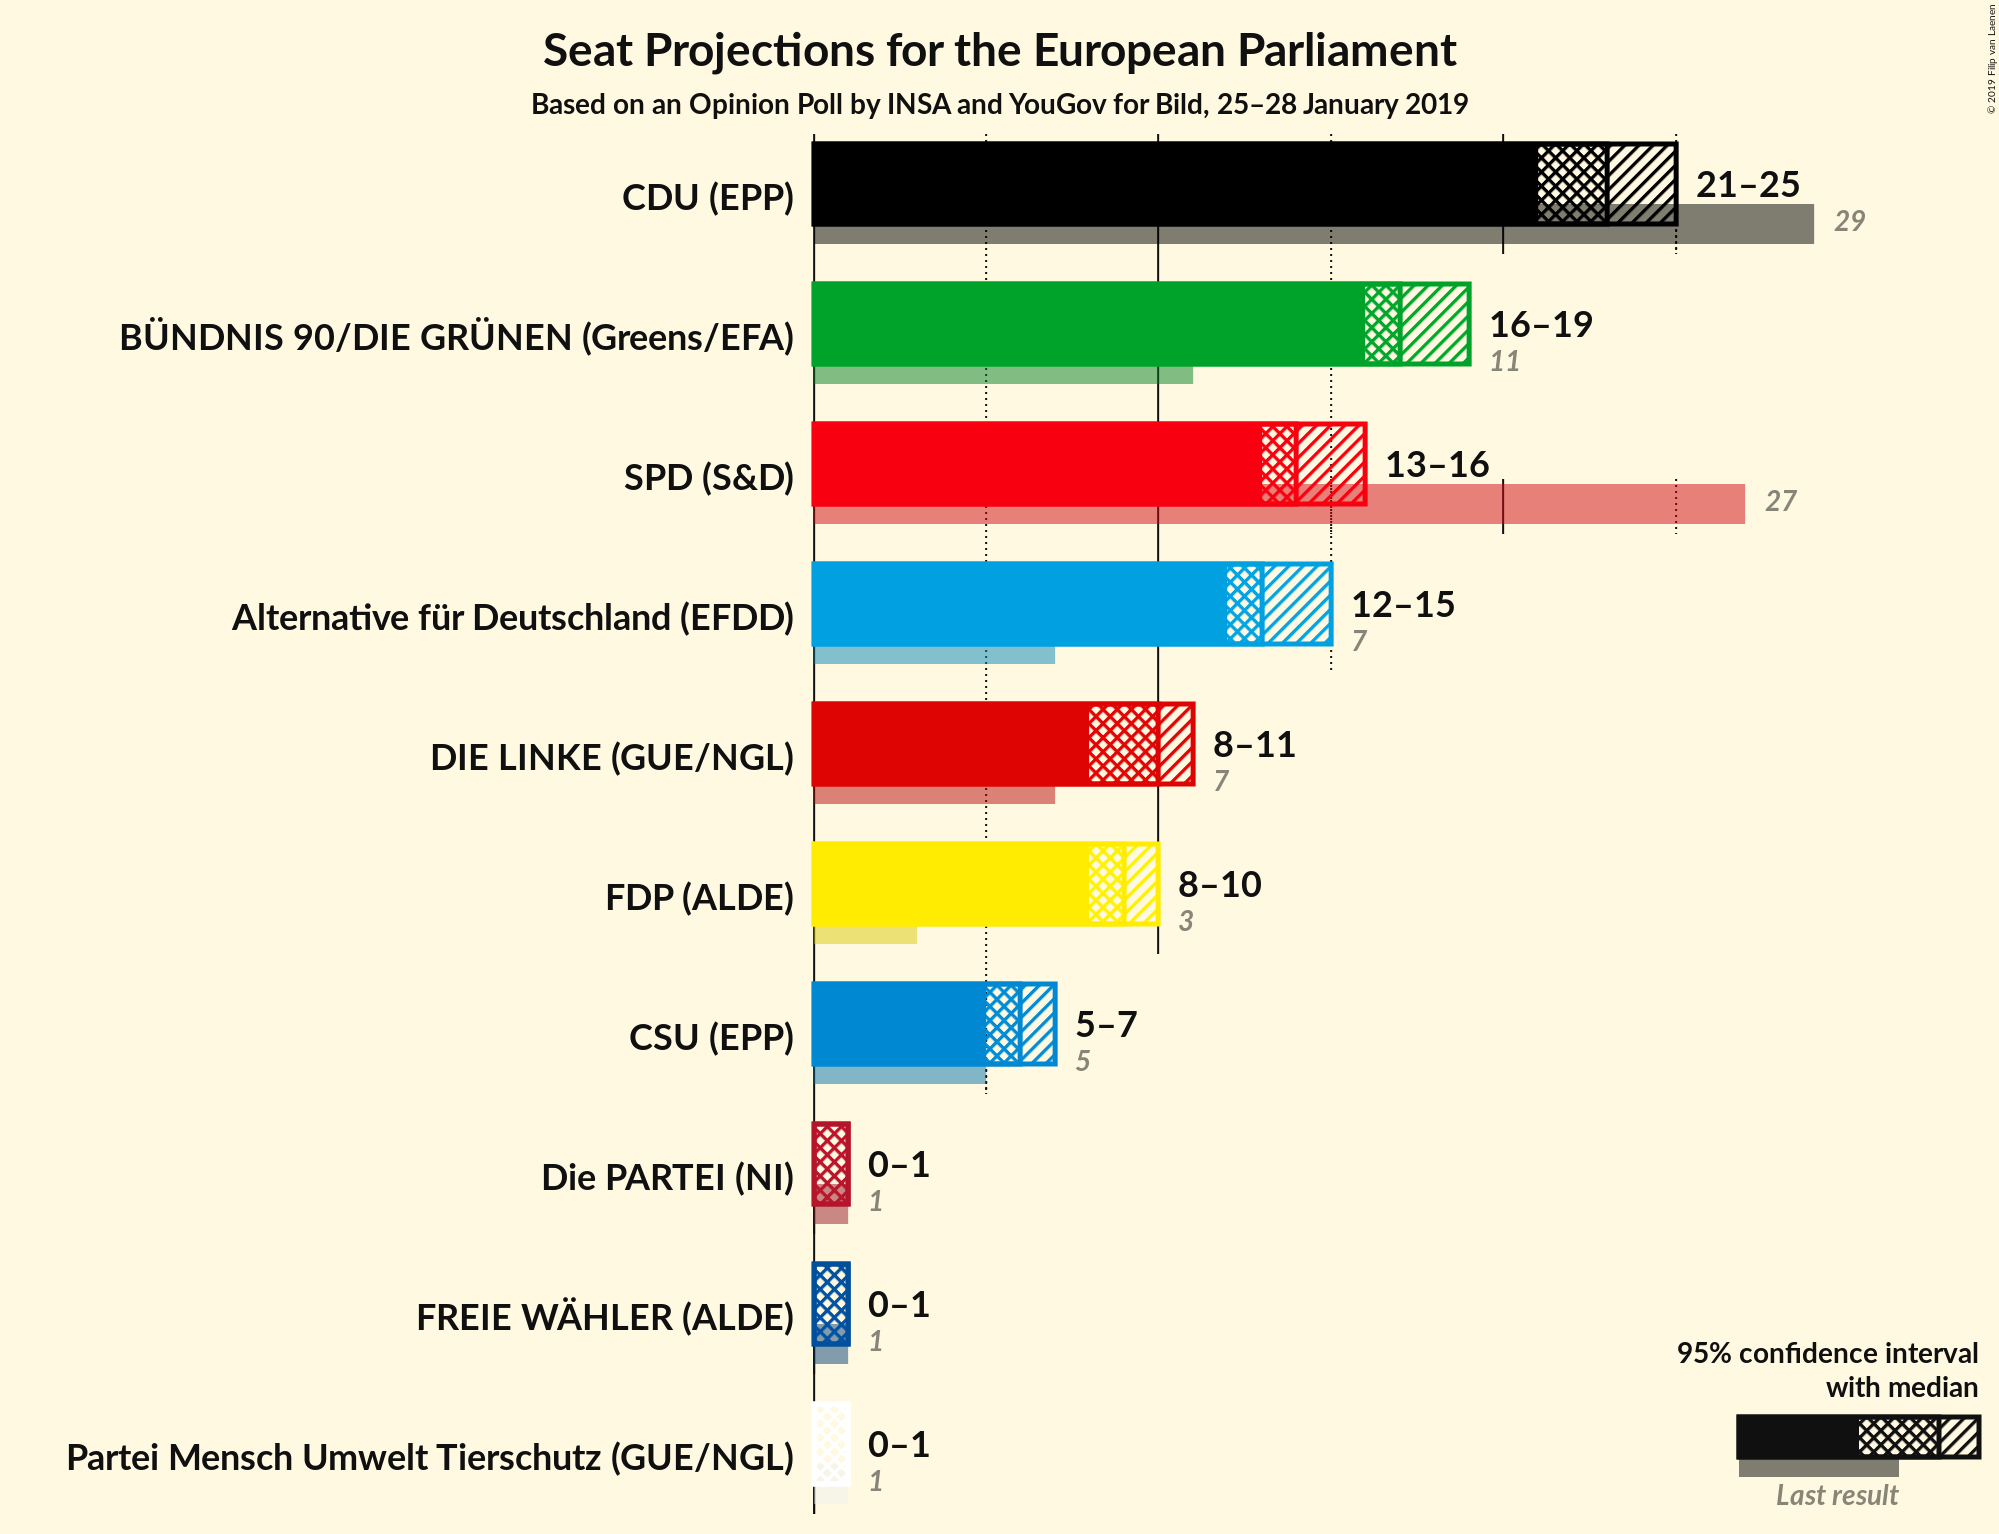 Seat Projections for the European Parliament
Based on an Opinion Poll by INSA and YouGov for Bild, 25–28 January 2019
© 2019 Filip van Laenen
CDU (EPP)
21–25
29
BÜNDNIS 90/DIE GRÜNEN (Greens/EFA)
16–19
11
SPD (S&D)
13–16
27
Alternative für Deutschland (EFDD)
12–15
7
DIE LINKE (GUE/NGL)
8–11
7
FDP (ALDE)
8–10
3
CSU (EPP)
5–7
5
Die PARTEI (NI)
0–1
1
FREIE WÄHLER (ALDE)
0–1
1
Partei Mensch Umwelt Tierschutz (GUE/NGL)
0–1
1
95% confidence interval
with median
Last result